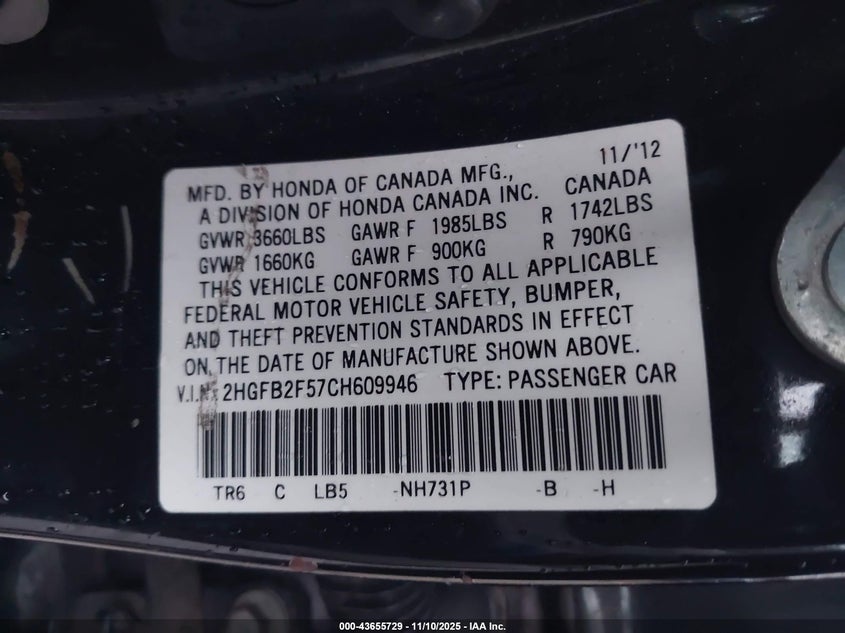 11/'12
MFD. BY HONDA OF CANADA MFG.,
A DIVISION OF HONDA CANADA INC. CANADA
GVWR 3660LBS GAWR F 1985LBS R 1742LBS
GVWR 1660KG GAWR F 900KG R 790KG
THIS VEHICLE CONFORMS TO ALL APPLICABLE
FEDERAL MOTOR VEHICLE SAFETY, BUMPER,
AND THEFT PREVENTION STANDARDS IN EFFECT
ON THE DATE OF MANUFACTURE SHOWN ABOVE.
V.I.N: 2HGFB2F57CH609946 TYPE: PASSENGER CAR
TR6 C LB5 -NH731P -B -H
000-43655729 - 11/10/2025 - IAA Inc.